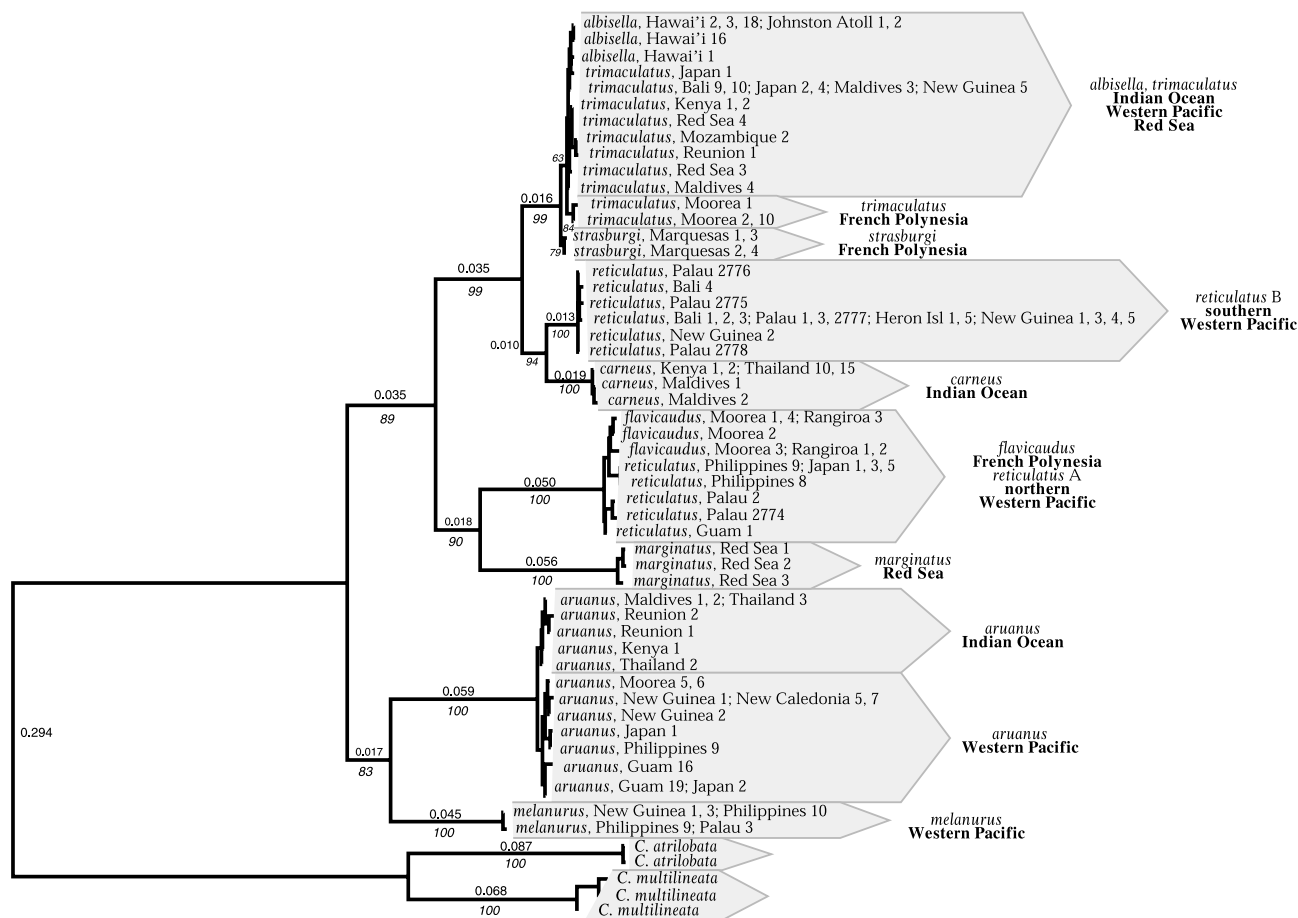 albisella, Hawai'i 2, 3, 18; Johnston Atoll 1, 2
albisella, Hawai'i 16
albisella, Hawai'i 1
trimaculatus, Japan 1
trimaculatus, Bali 9, 10; Japan 2, 4; Maldives 3; New Guinea 5
trimaculatus, Kenya 1, 2
trimaculatus, Red Sea 4
trimaculatus, Mozambique 2
trimaculatus, Reunion 1
trimaculatus, Red Sea 3
trimaculatus, Maldives 4
albisella, trimaculatus
Indian Ocean
Western Pacific
Red Sea
63
0.016
99
trimaculatus, Moorea 1
trimaculatus, Moorea 2, 10
84
trimaculatus
French Polynesia
strasburgi, Marquesas 1, 3
strasburgi, Marquesas 2, 4
79
strasburgi
French Polynesia
0.035
99
reticulatus, Palau 2776
reticulatus, Bali 4
reticulatus, Palau 2775
reticulatus, Bali 1, 2, 3; Palau 1, 3, 2777; Heron Isl 1, 5; New Guinea 1, 3, 4, 5
reticulatus, New Guinea 2
reticulatus, Palau 2778
0.013
100
reticulatus B
southern
Western Pacific
0.010
94
carneus, Kenya 1, 2; Thailand 10, 15
carneus, Maldives 1
carneus, Maldives 2
0.019
100
carneus
Indian Ocean
0.035
89
flavicaudus, Moorea 1, 4; Rangiroa 3
flavicaudus, Moorea 2
flavicaudus, Moorea 3; Rangiroa 1, 2
reticulatus, Philippines 9; Japan 1, 3, 5
reticulatus, Philippines 8
reticulatus, Palau 2
reticulatus, Palau 2774
reticulatus, Guam 1
0.050
100
flavicaudus
French Polynesia
reticulatus A
northern
Western Pacific
0.018
90
marginatus, Red Sea 1
marginatus, Red Sea 2
marginatus, Red Sea 3
0.056
100
marginatus
Red Sea
aruanus, Maldives 1, 2; Thailand 3
aruanus, Reunion 2
aruanus, Reunion 1
aruanus, Kenya 1
aruanus, Thailand 2
aruanus
Indian Ocean
0.059
100
aruanus, Moorea 5, 6
aruanus, New Guinea 1; New Caledonia 5, 7
aruanus, New Guinea 2
aruanus, Japan 1
aruanus, Philippines 9
aruanus, Guam 16
aruanus, Guam 19; Japan 2
aruanus
Western Pacific
0.294
0.017
83
melanurus, New Guinea 1, 3; Philippines 10
melanurus, Philippines 9; Palau 3
0.045
100
melanurus
Western Pacific
C. atrilobata
C. atrilobata
0.087
100
C. multilineata
C. multilineata
C. multilineata
0.068
100